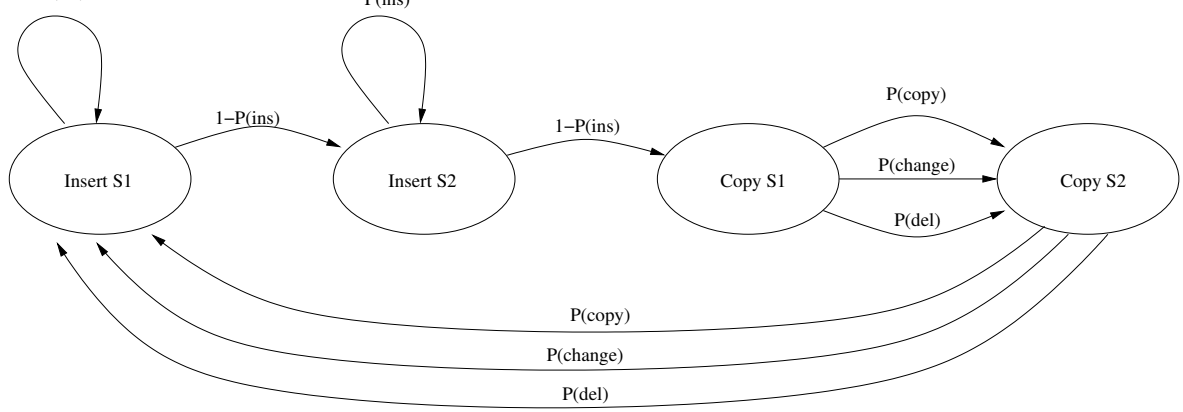 P(ins)
1−P(ins)
1−P(ins)
P(copy)
Insert S1
Insert S2
Copy S1
P(change)
Copy S2
P(del)
P(copy)
P(change)
P(del)